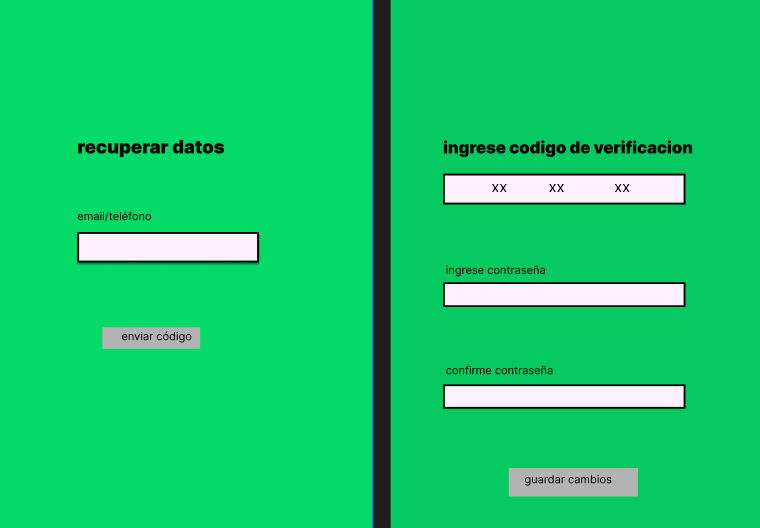 recuperar datos
email/teléfono
enviar código
ingrese codigo de verificacion
xx xx xx
ingrese contraseña
confirme contraseña
guardar cambios